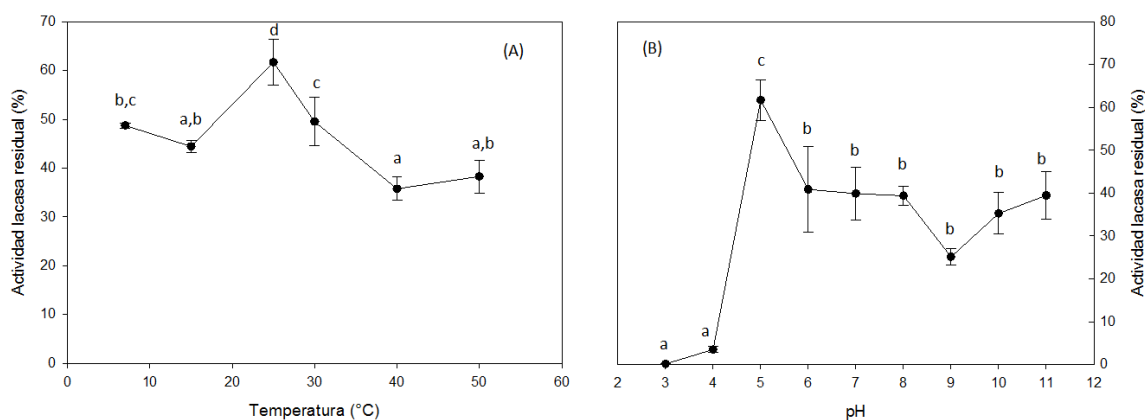 (A)
Actividad lacasa residual (%)
70
60
50
40
30
20
10
0
b,c
a,b
d
c
a
a,b
0 10 20 30 40 50 60
Temperatura (°C)
(B)
a
a
c
b
b
b
b
b
b
80
70
60
50
40
30
20
10
0
Actividad lacasa residual (%)
2 3 4 5 6 7 8 9 10 11 12
pH